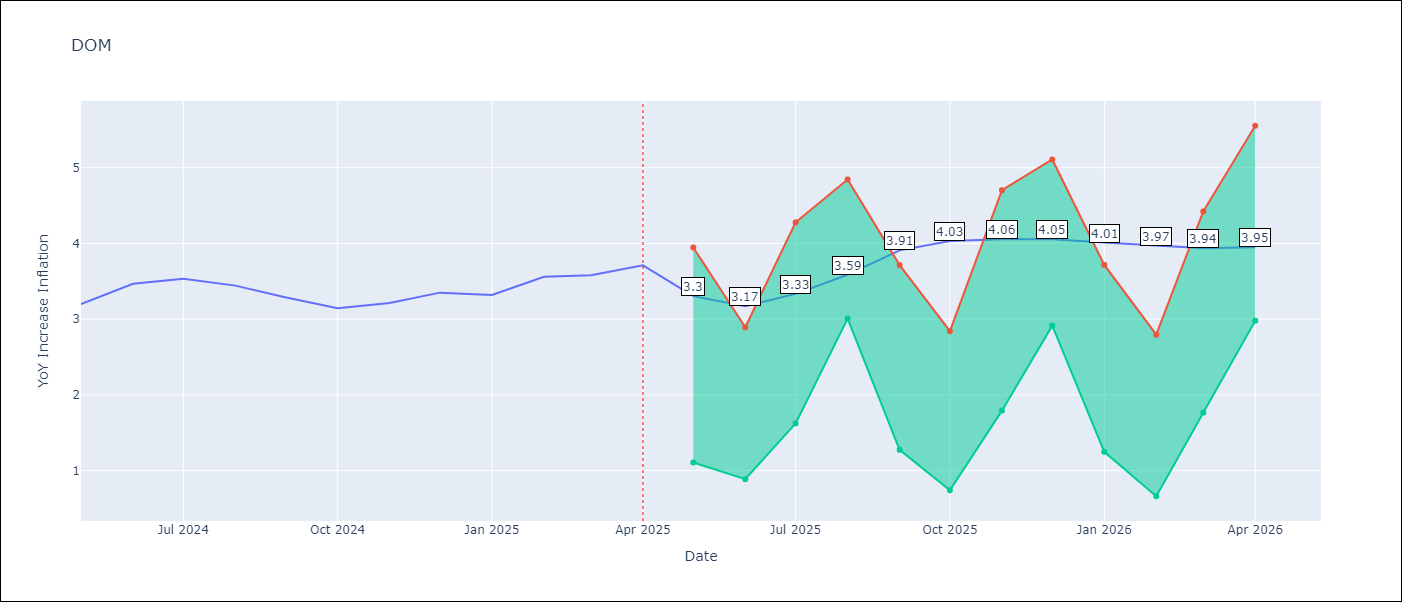 DOM
YoY Increase Inflation
5
4
3
2
1
3.3
3.17
3.33
3.59
3.91
4.03
4.06
4.05
4.01
3.97
3.94
3.95
Jul 2024
Oct 2024
Jan 2025
Apr 2025
Jul 2025
Oct 2025
Jan 2026
Apr 2026
Date